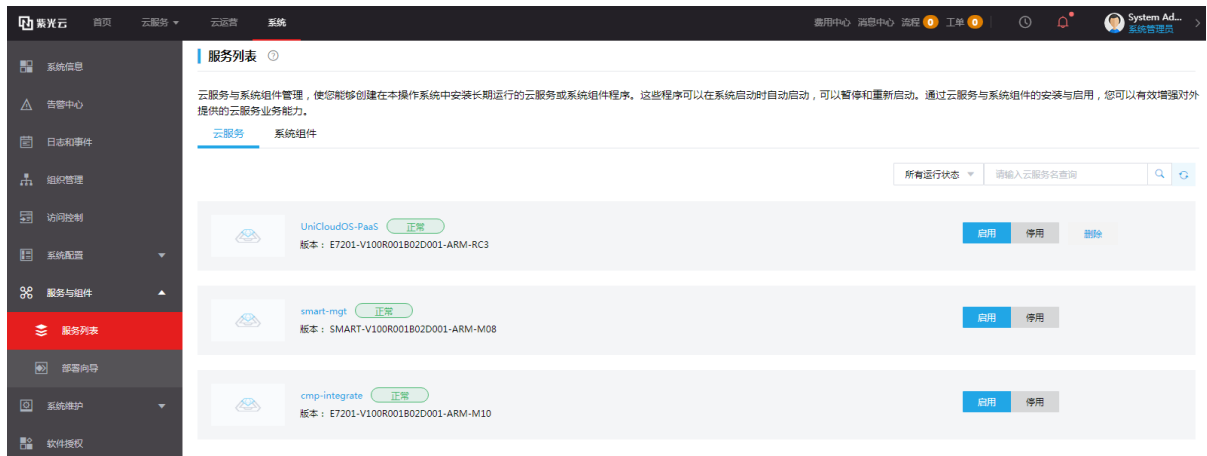 紫光云 首页 云服务 云运营 系统 费用中心 消息中心 流程 0 工单 0 System Ad...
系统管理员
系统信息
告警中心
日志和事件
组织管理
访问控制
系统配置
服务与组件
服务列表
部署向导
系统维护
软件授权
服务列表
云服务与系统组件管理，使您能够创建在本操作系统中安装长期运行的云服务或系统组件程序。这些程序可以在系统启动时自动启动，可以暂停和重新启动。通过云服务与系统组件的安装与启用，您可以有效增强对外
提供的云服务业务能力。
云服务 系统组件
所有运行状态 请输入云服务名查询
UniCloudOS-PaaS 正常
版本： E7201-V100R001B02D001-ARM-RC3
启用 停用 删除
smart-mgt 正常
版本： SMART-V100R001B02D001-ARM-M08
启用 停用
cmp-integrate 正常
版本： E7201-V100R001B02D001-ARM-M10
启用 停用